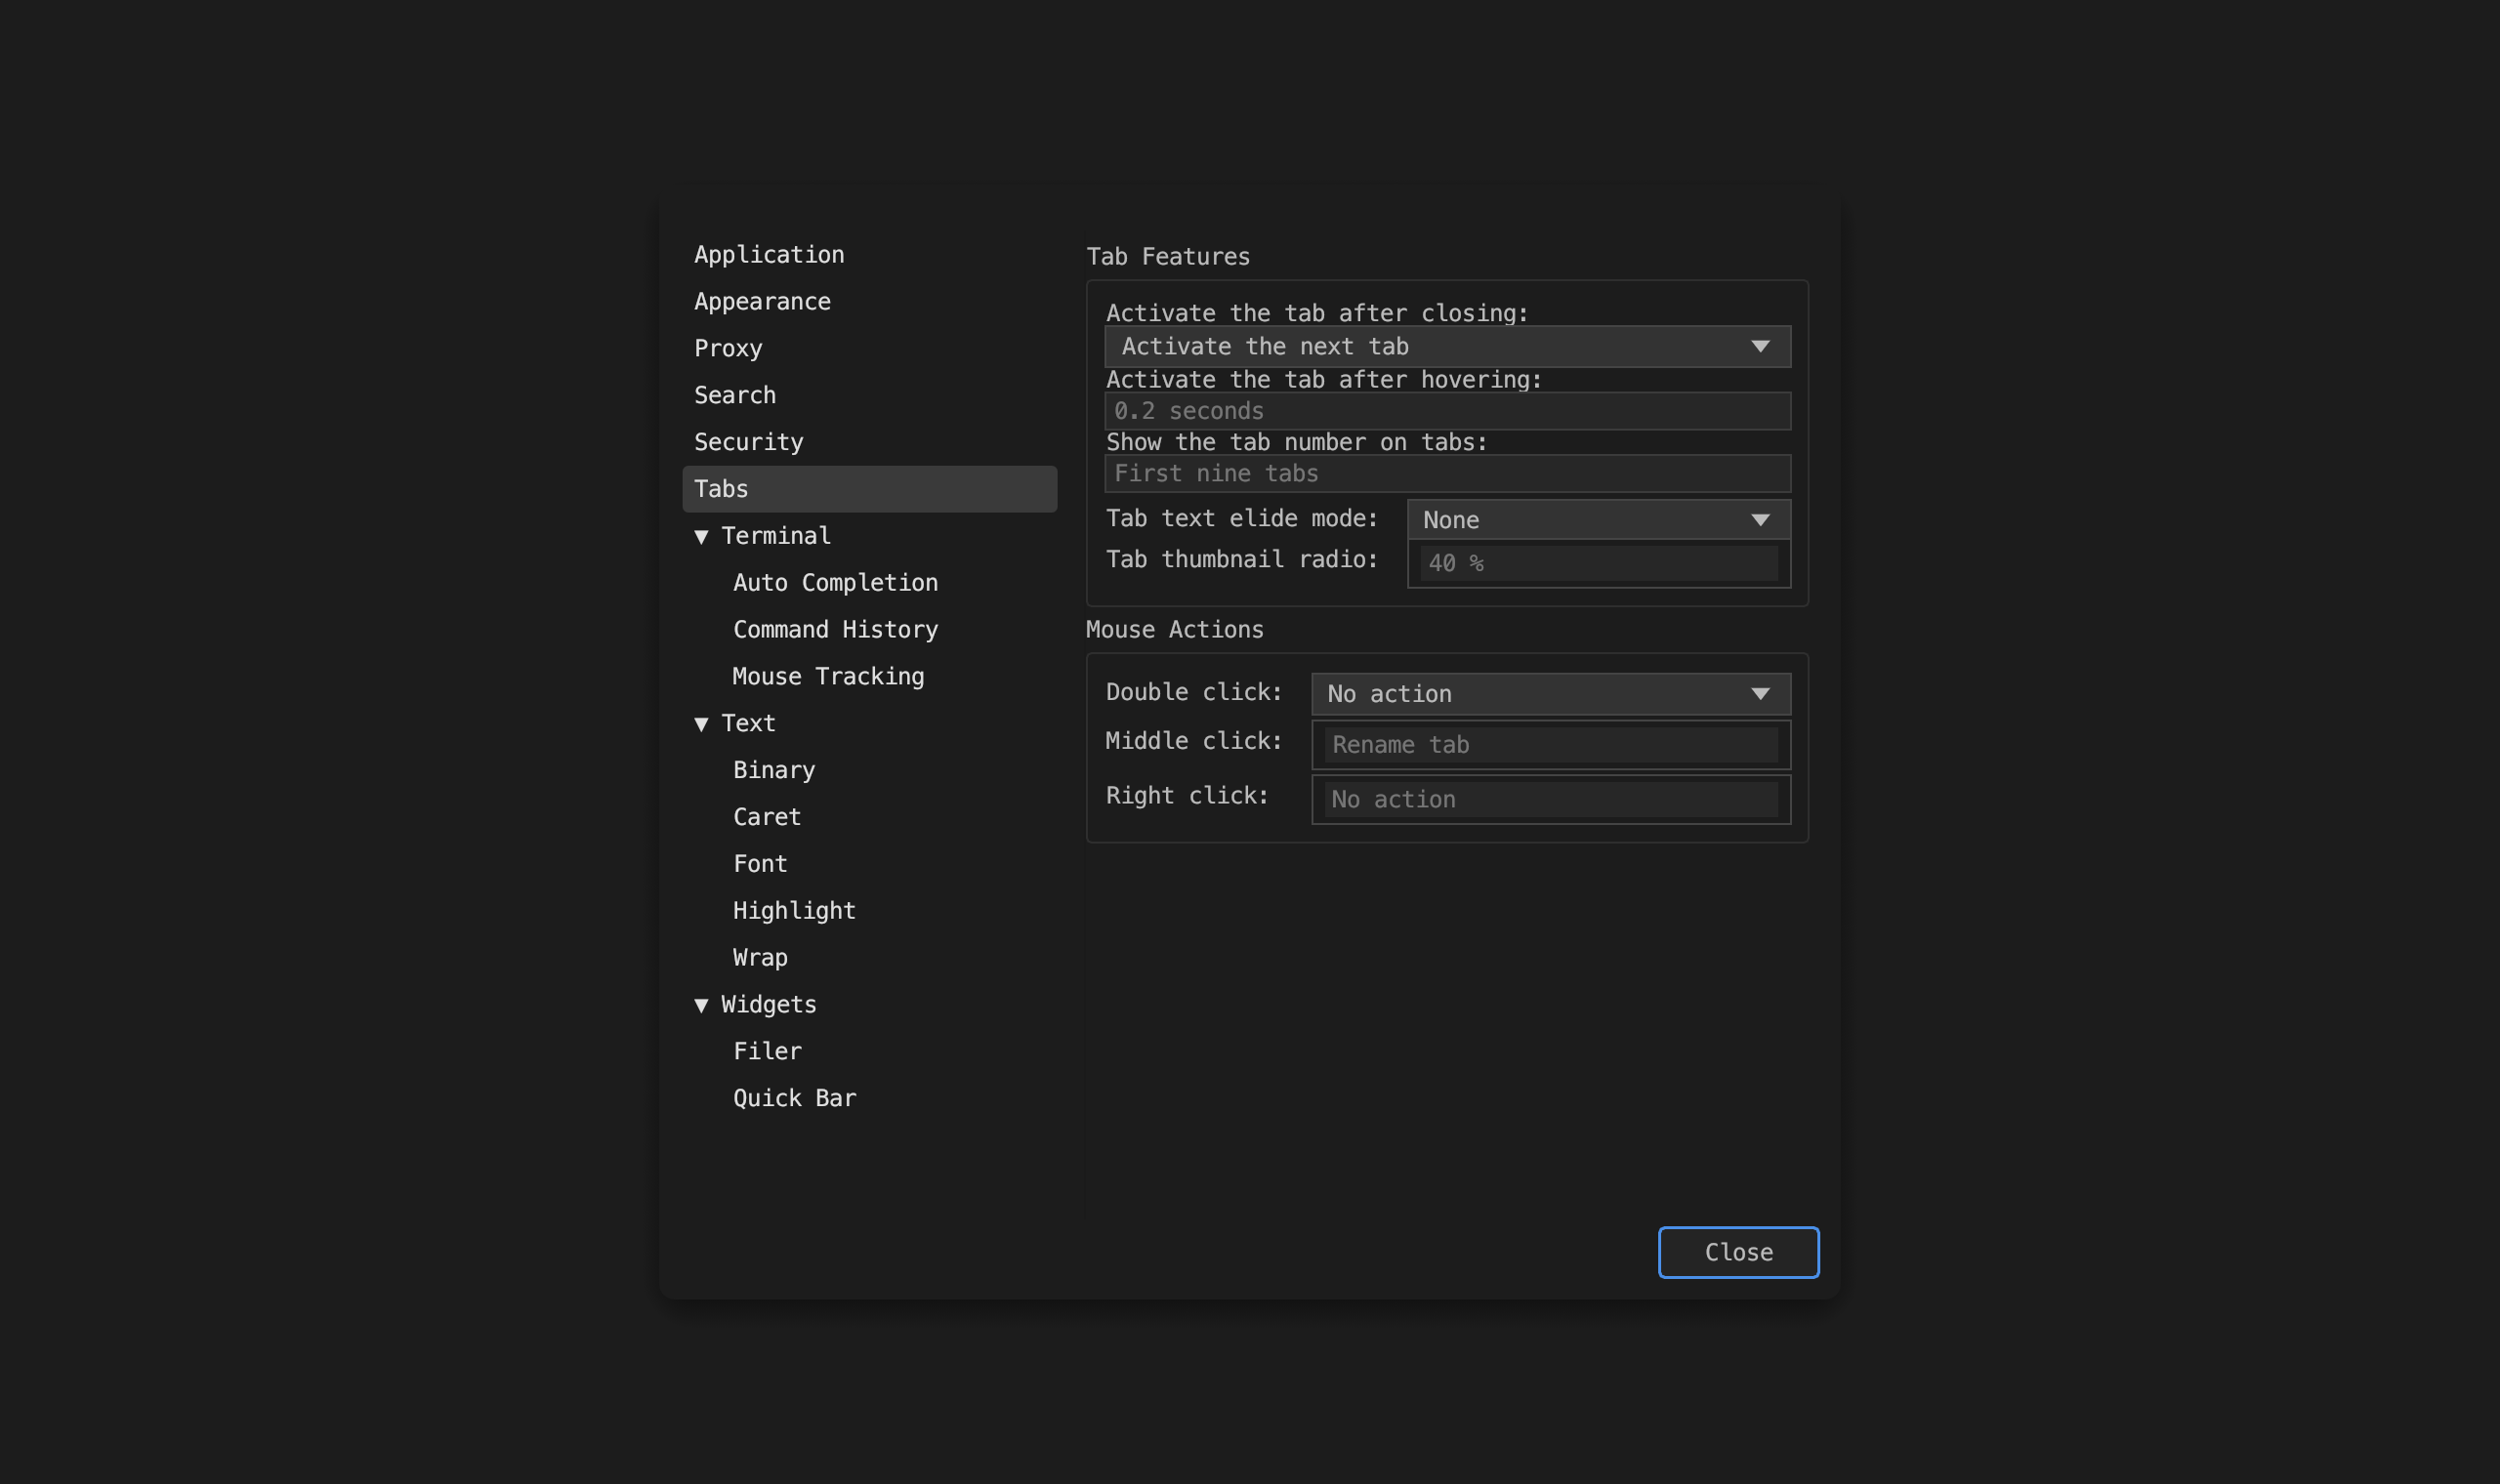 Application
Appearance
Proxy
Search
Security
Tabs
▼ Terminal
Auto Completion
Command History
Mouse Tracking
▼ Text
Binary
Caret
Font
Highlight
Wrap
▼ Widgets
Filer
Quick Bar
Tab Features
Activate the tab after closing:
Activate the next tab
Activate the tab after hovering:
0.2 seconds
Show the tab number on tabs:
First nine tabs
Tab text elide mode: None
Tab thumbnail radio: 40 %
Mouse Actions
Double click: No action
Middle click: Rename tab
Right click: No action
Close